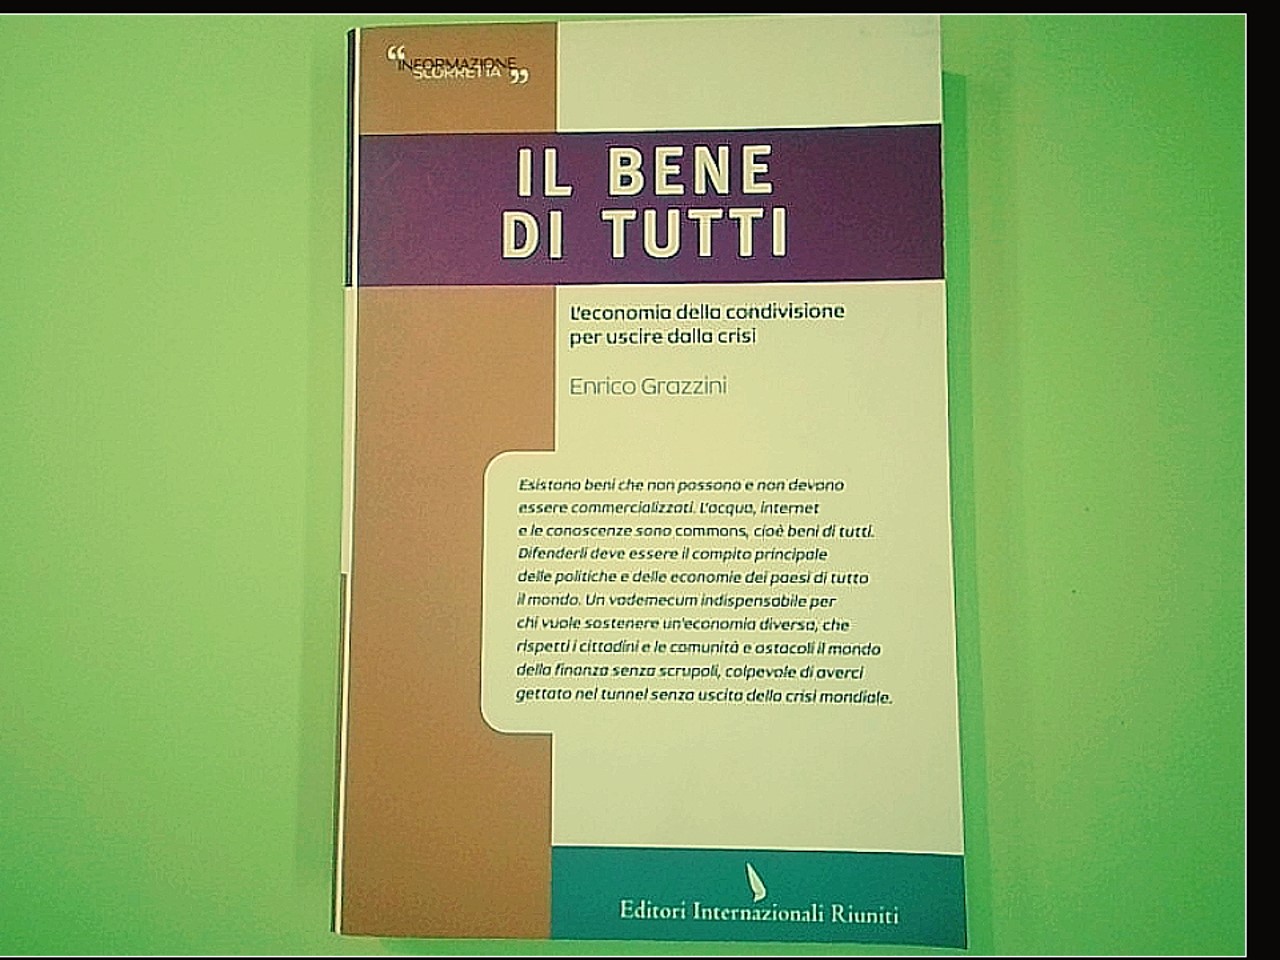 “INFORMAZIONE
SCORRETTA”
IL BENE
DI TUTTI
L'economia della condivisione
per uscire dalla crisi
Enrico Grazzini
Esistono beni che non possono e non devono
essere commercializzati. L'acqua, internet
e le conoscenze sono commons, cioè beni di tutti.
Difenderli deve essere il compito principale
delle politiche e delle economie dei paesi di tutto
il mondo. Un vademecum indispensabile per
chi vuole sostenere un'economia diversa, che
rispetti i cittadini e le comunità e ostacoli il mondo
della finanza senza scrupoli, colpevole di averci
gettato nel tunnel senza uscita della crisi mondiale.
Editori Internazionali Riuniti